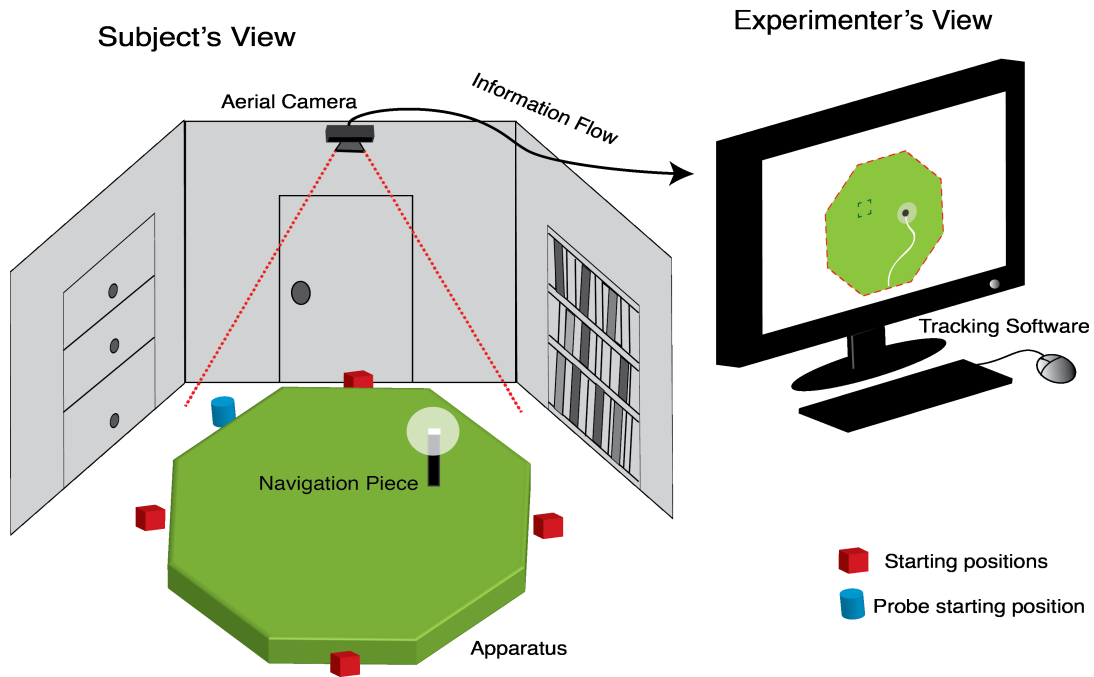 Subject's View
Experimenter's View
Aerial Camera
Information Flow
Tracking Software
Navigation Piece
Starting positions
Probe starting position
Apparatus